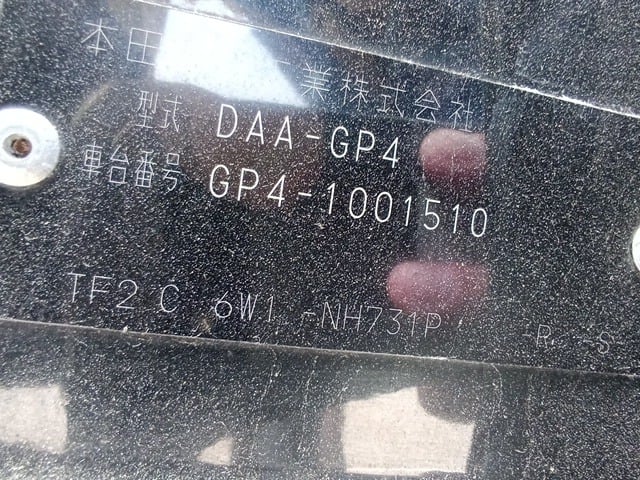 本田 工業株式会社
型式 DAA-GP4
車台番号 GP4-1001510
TF2 C 6W1 -NH731P -R -S